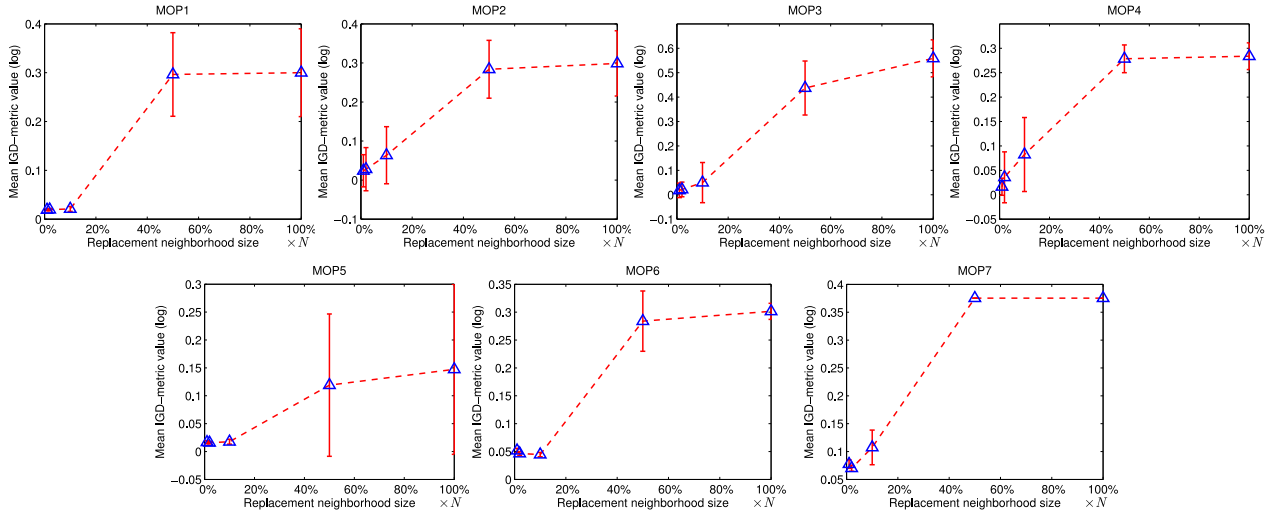 MOP1
Mean IGD−metric value (log)
0.4
0.3
0.2
0.1
0
0% 20% 40% 60% 80% 100%
Replacement neighborhood size × N
MOP2
Mean IGD−metric value (log)
0.4
0.3
0.2
0.1
0
−0.1
0% 20% 40% 60% 80% 100%
Replacement neighborhood size × N
MOP3
Mean IGD−metric value (log)
0.6
0.5
0.4
0.3
0.2
0.1
0
−0.1
0% 20% 40% 60% 80% 100%
Replacement neighborhood size × N
MOP4
Mean IGD−metric value (log)
0.3
0.25
0.2
0.15
0.1
0.05
0
−0.05
0% 20% 40% 60% 80% 100%
Replacement neighborhood size × N
MOP5
Mean IGD−metric value (log)
0.3
0.25
0.2
0.15
0.1
0.05
0
−0.05
0% 20% 40% 60% 80% 100%
Replacement neighborhood size × N
MOP6
Mean IGD−metric value (log)
0.35
0.3
0.25
0.2
0.15
0.1
0.05
0
0% 20% 40% 60% 80% 100%
Replacement neighborhood size × N
MOP7
Mean IGD−metric value (log)
0.4
0.35
0.3
0.25
0.2
0.15
0.1
0.05
0% 20% 40% 60% 80% 100%
Replacement neighborhood size × N